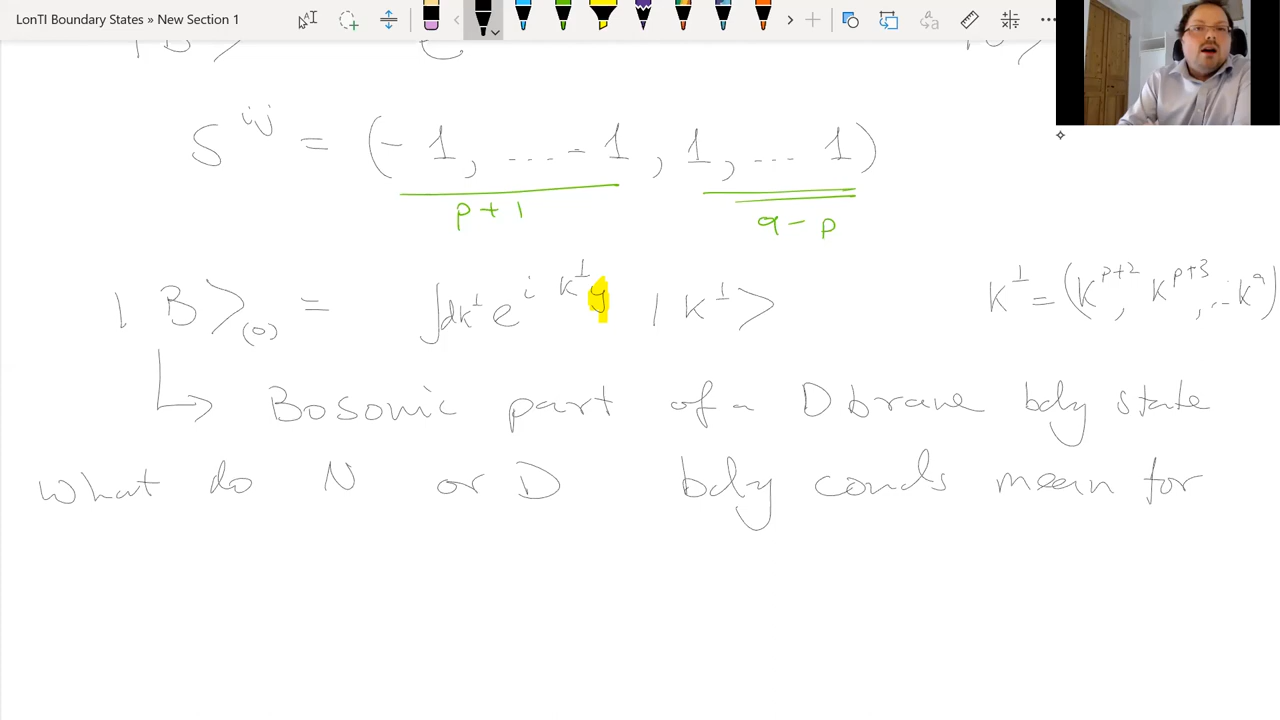 LonTI Boundary States » New Section 1
S^{ij} = (-1, ... -1, 1, ... 1)
p+1 9-p
|B>_{(0)} = ∫dk^⊥ e^{i k^⊥ y} |k^⊥> k^⊥ = (k^{p+2}, k^{p+3}, ... k^9)
↳ Bosonic part of a D brane bdy state
What do N or D bdy conds mean for